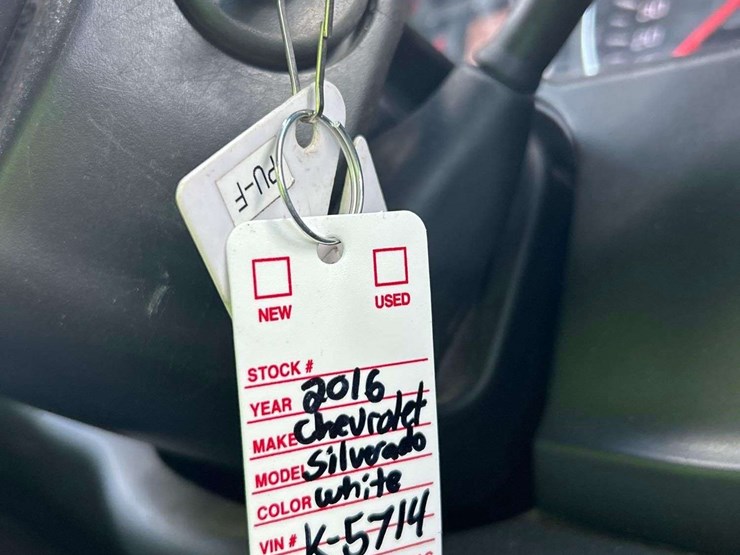 PU-F
NEW USED
STOCK #
YEAR 2016
MAKE Chevrolet
MODEL Silverado
COLOR white
VIN # K-5714